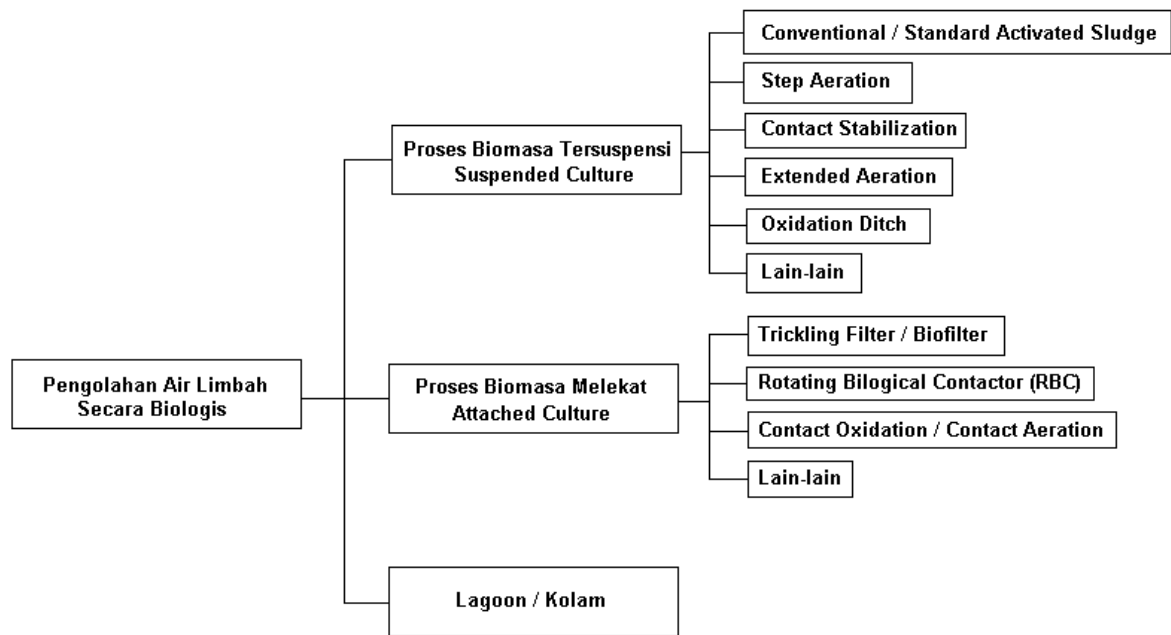 Pengolahan Air Limbah
Secara Biologis
Proses Biomasa Tersuspensi
Suspended Culture
Conventional / Standard Activated Sludge
Step Aeration
Contact Stabilization
Extended Aeration
Oxidation Ditch
Lain-lain
Proses Biomasa Melekat
Attached Culture
Trickling Filter / Biofilter
Rotating Bilogical Contactor (RBC)
Contact Oxidation / Contact Aeration
Lain-lain
Lagoon / Kolam